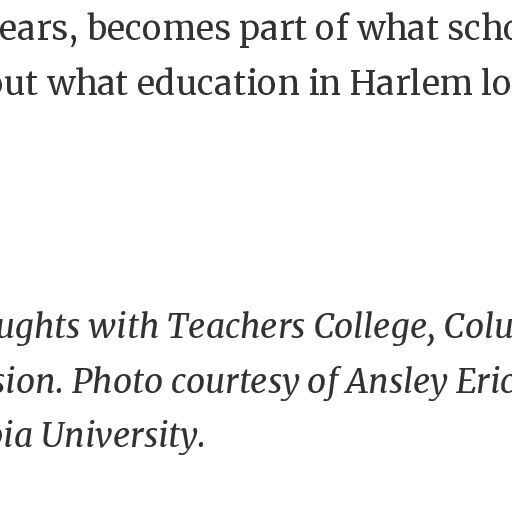 ears, becomes part of what scho
out what education in Harlem lo
ughts with Teachers College, Colu
sion. Photo courtesy of Ansley Eric
bia University.